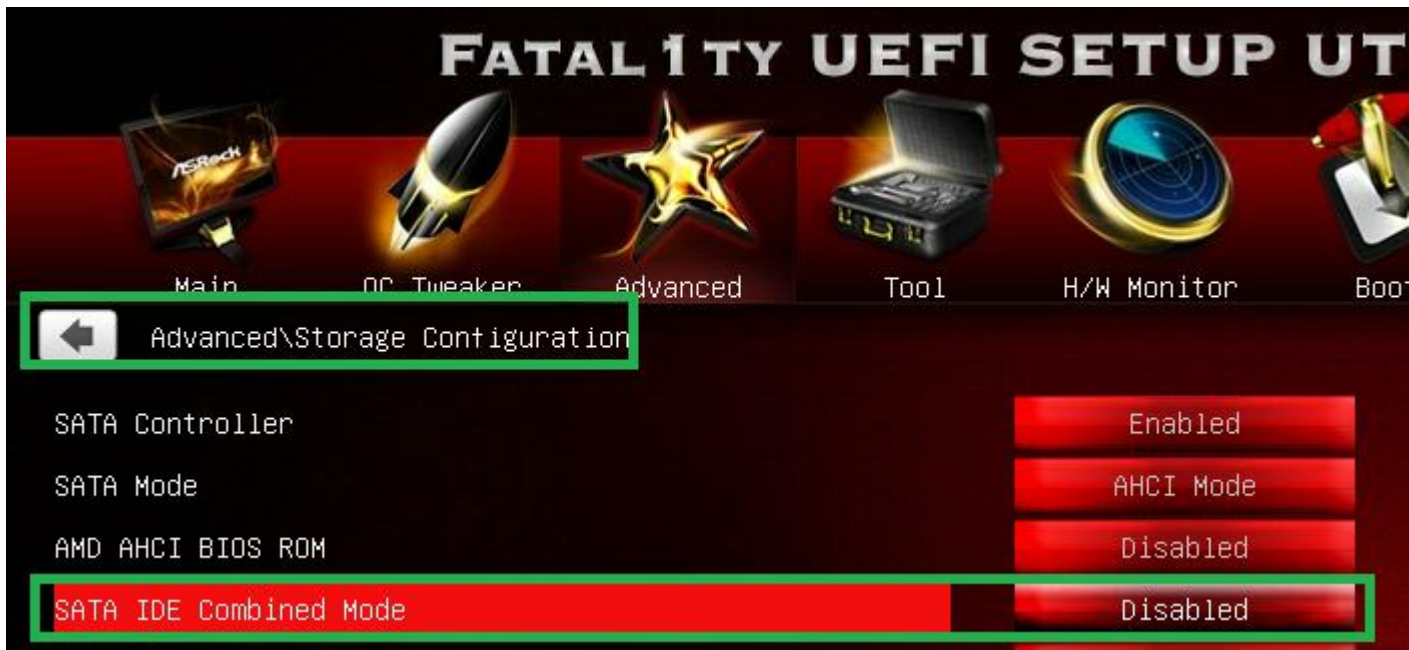 FATAL1TY UEFI SETUP UT
ASRock
Main OC Tweaker Advanced Tool H/W Monitor Boot
Advanced\Storage Configuration
SATA Controller Enabled
SATA Mode AHCI Mode
AMD AHCI BIOS ROM Disabled
SATA IDE Combined Mode Disabled